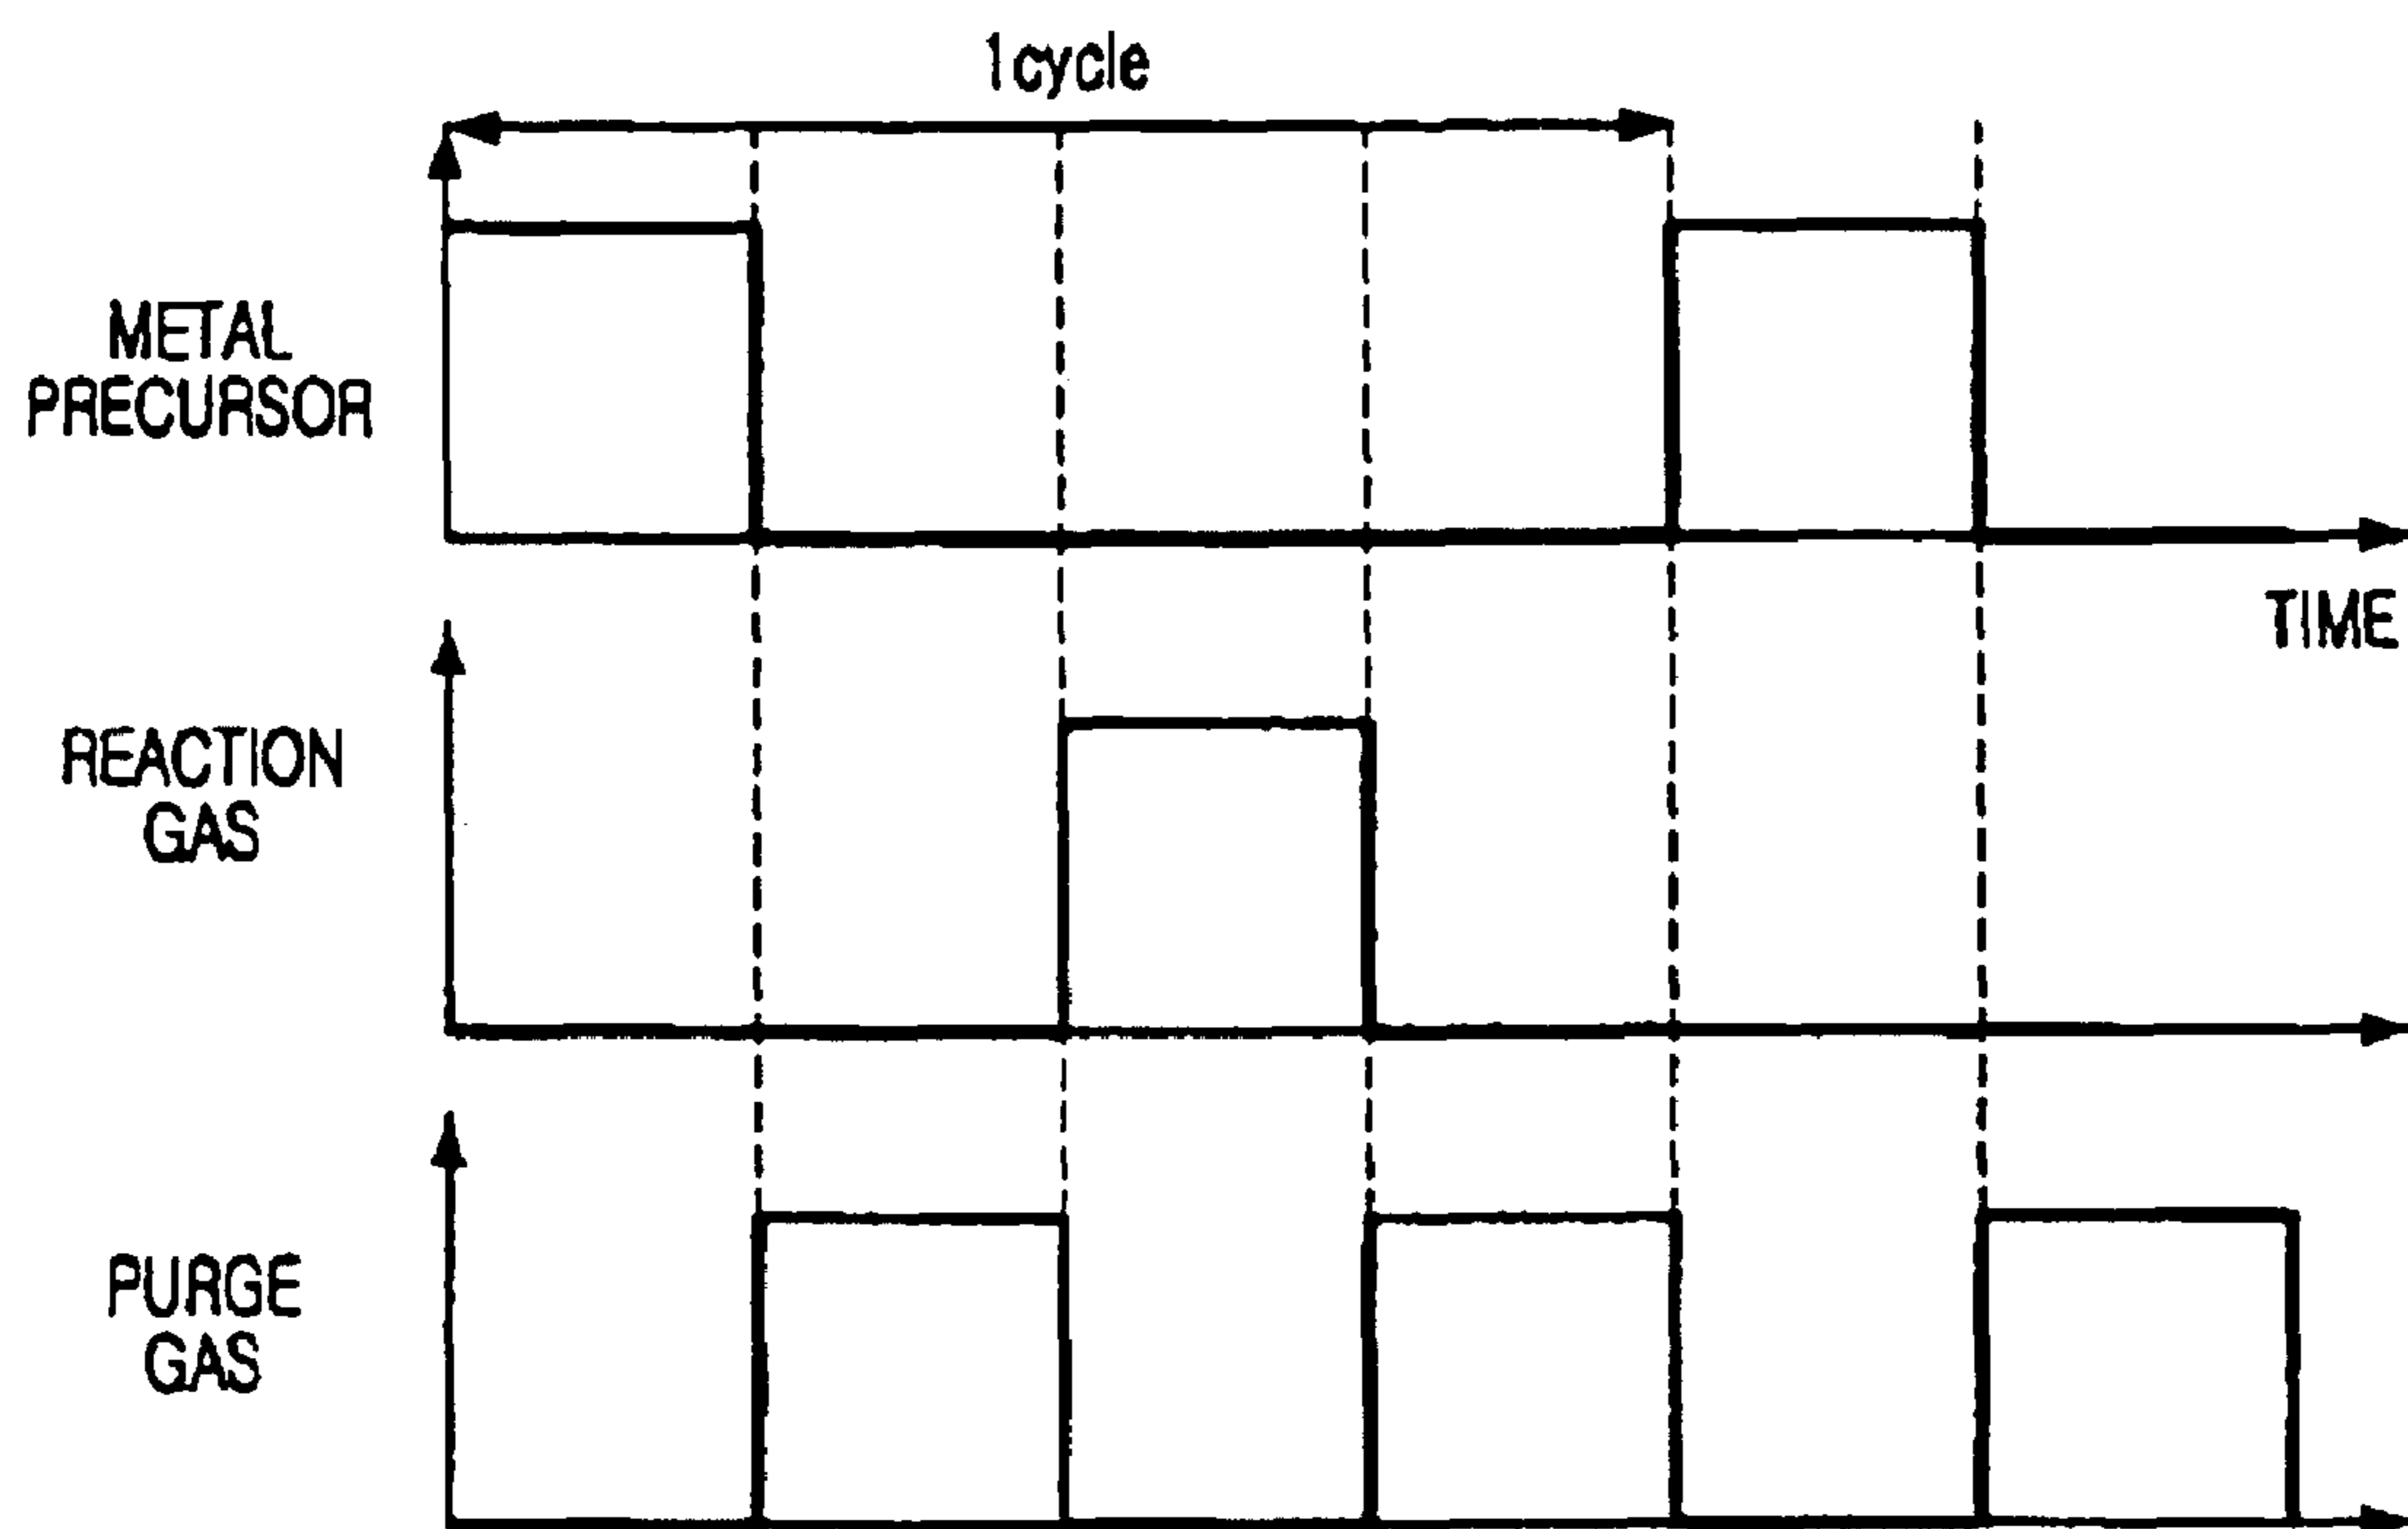 1cycle
METAL
PRECURSOR
TIME
REACTION
GAS
PURGE
GAS